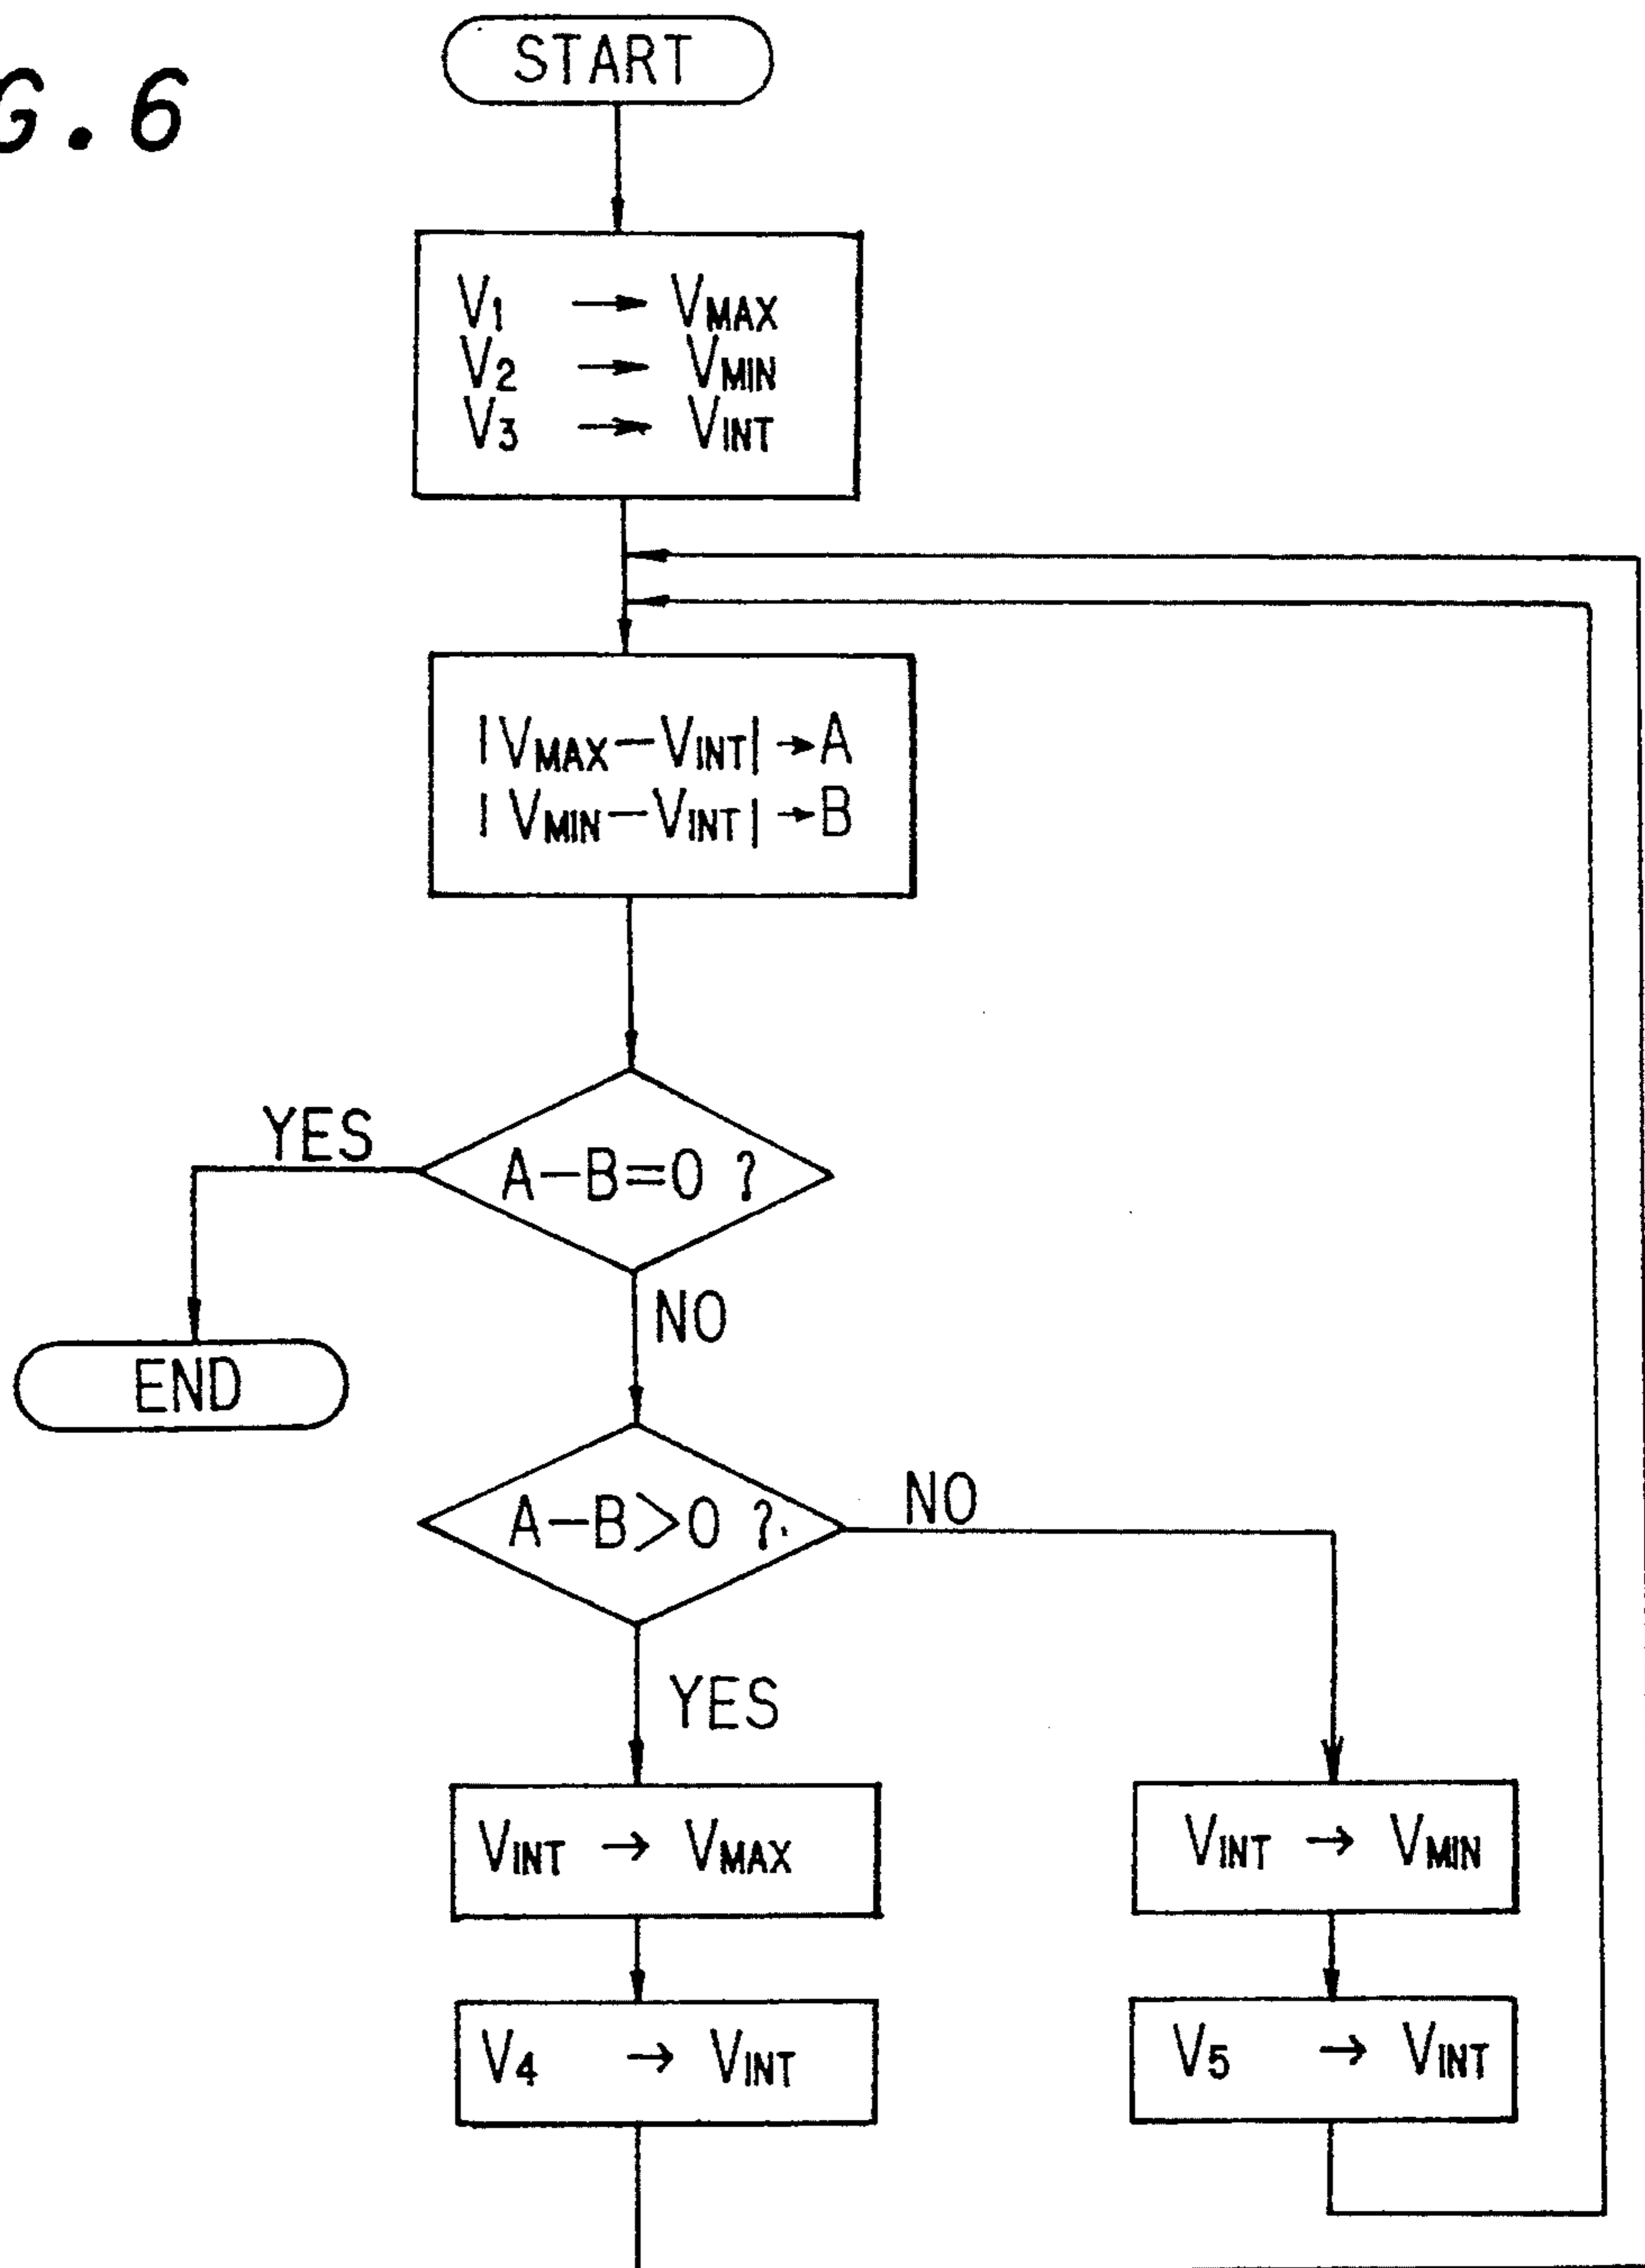 G.6
START
V₁ → VMAX
V₂ → VMIN
V₃ → VINT
|VMAX−VINT| → A
|VMIN−VINT| → B
YES
A−B=0 ?
NO
END
A−B>0 ?
NO
YES
VINT → VMAX
VINT → VMIN
V₄ → VINT
V₅ → VINT